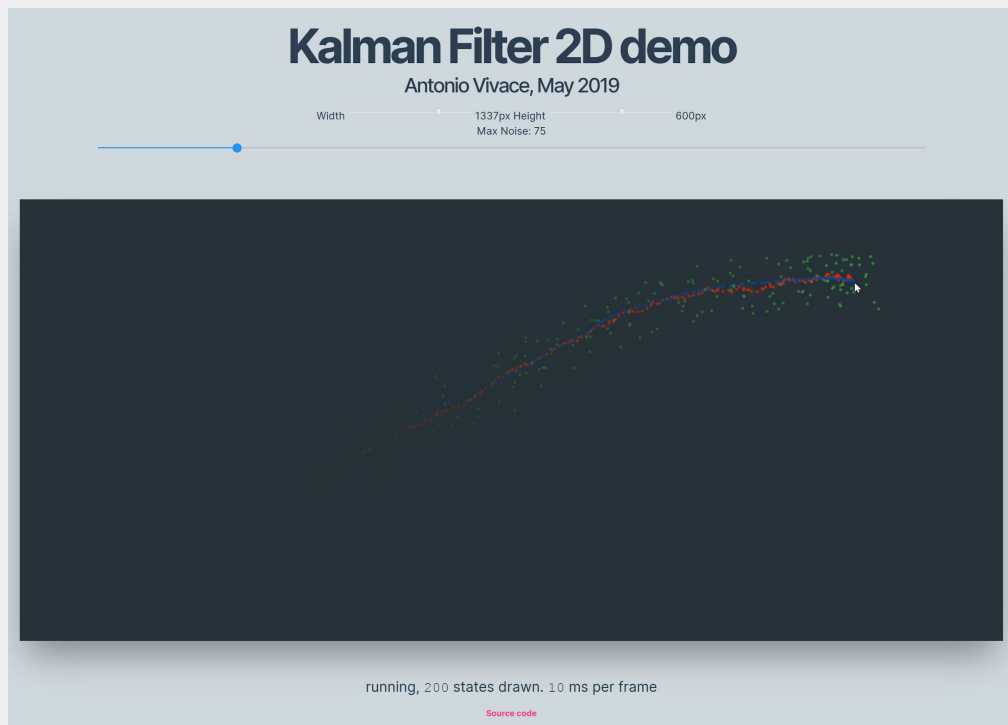 Kalman Filter 2D demo
Antonio Vivace, May 2019
Width 1337px Height 600px
Max Noise: 75
running, 200 states drawn. 10 ms per frame
Source code